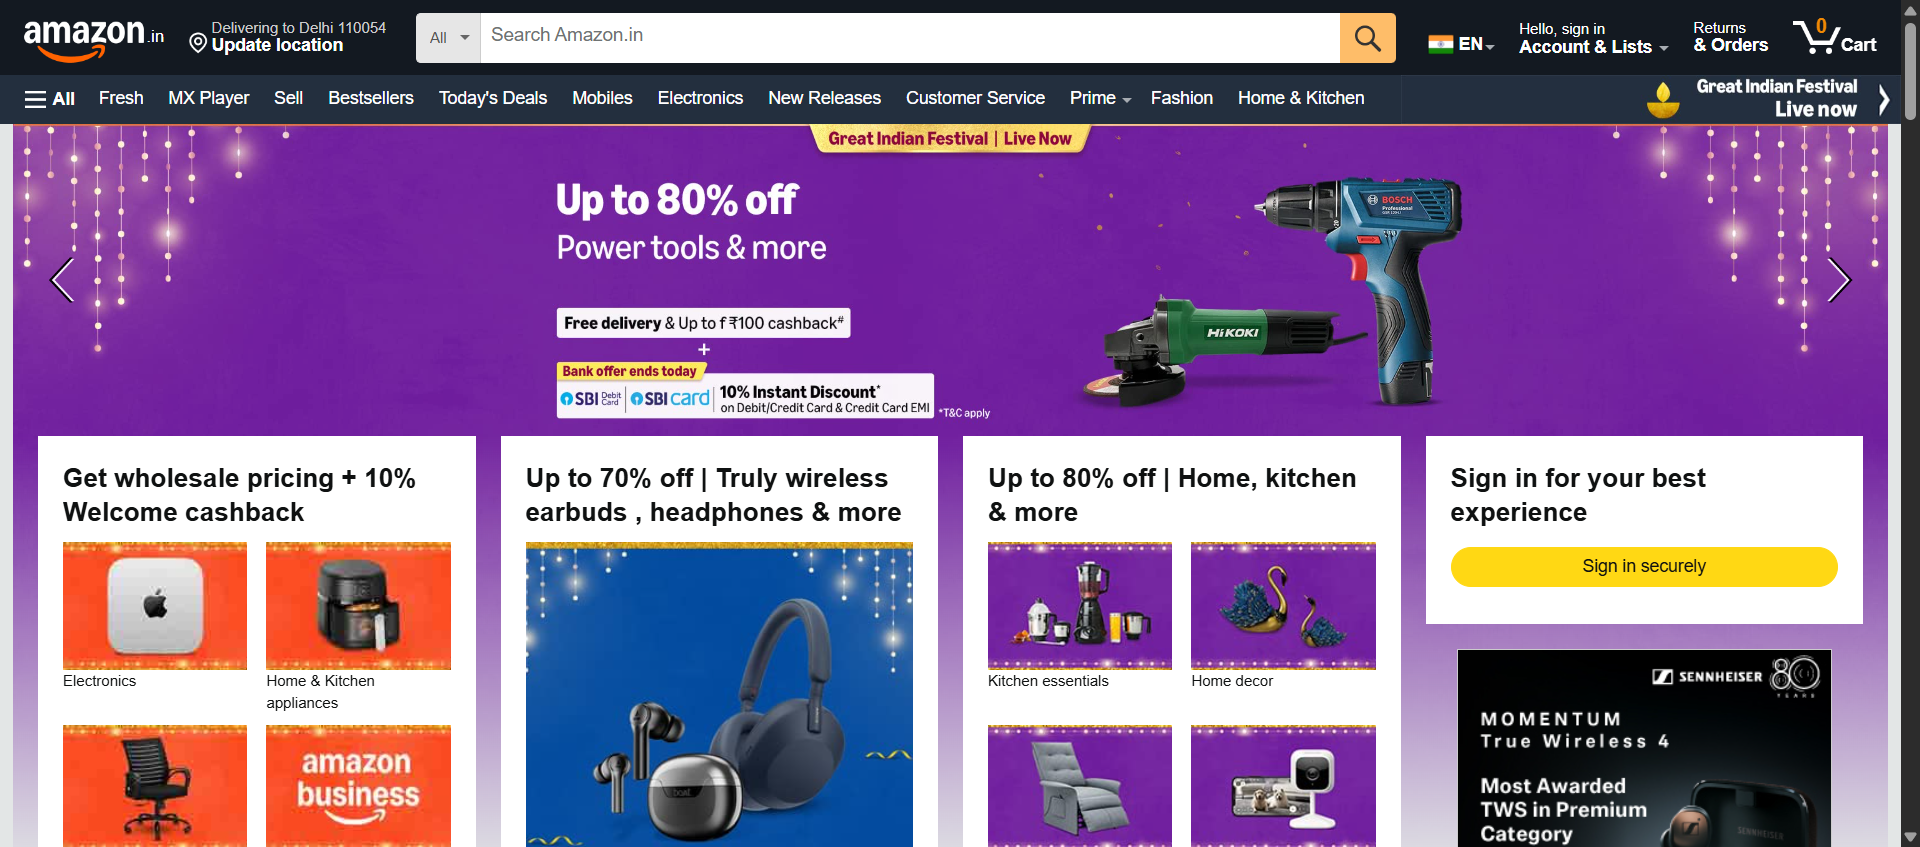 amazon.in
Delivering to Delhi 110054
Update location
All
Search Amazon.in
EN
Hello, sign in
Account & Lists
Returns
& Orders
0
Cart
All
Fresh
MX Player
Sell
Bestsellers
Today's Deals
Mobiles
Electronics
New Releases
Customer Service
Prime
Fashion
Home & Kitchen
Great Indian Festival
Live now
Great Indian Festival | Live Now
Up to 80% off
Power tools & more
Free delivery & Up to f ₹100 cashback#
+
Bank offer ends today
SBI Debit Card | SBI card | 10% Instant Discount*
on Debit/Credit Card & Credit Card EMI
*T&C apply
BOSCH
Professional
HiKOKI
Get wholesale pricing + 10%
Welcome cashback
Electronics
Home & Kitchen
appliances
amazon
business
Up to 70% off | Truly wireless
earbuds , headphones & more
boat
Up to 80% off | Home, kitchen
& more
Kitchen essentials
Home decor
Sign in for your best
experience
Sign in securely
SENNHEISER 80
YEARS
MOMENTUM
True Wireless 4
Most Awarded
TWS in Premium
Category
SENNHEISER